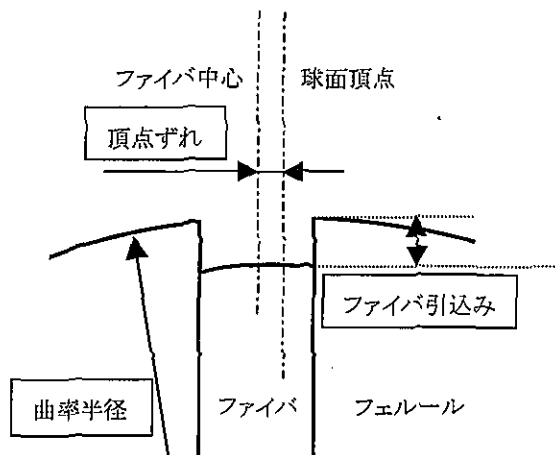 ファイバ中心
球面頂点
頂点ずれ
ファイバ引込み
曲率半径
ファイバ
フェルール